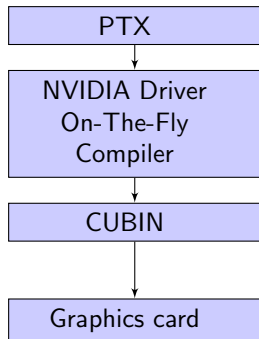 PTX
NVIDIA Driver
On-The-Fly
Compiler
CUBIN
Graphics card